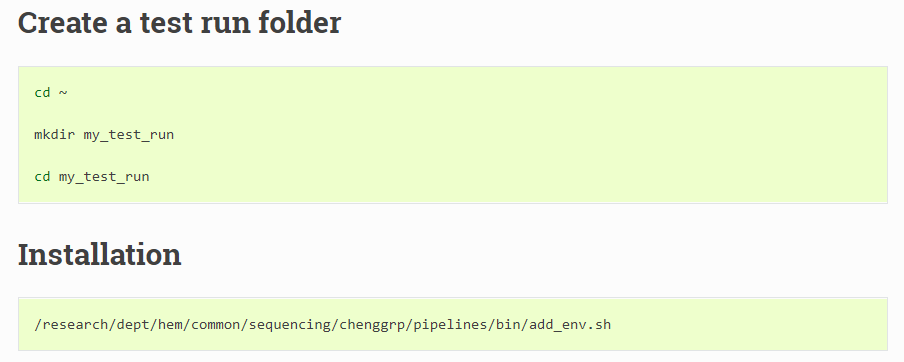 Create a test run folder
cd ~
mkdir my_test_run
cd my_test_run
Installation
/research/dept/hem/common/sequencing/chenggrp/pipelines/bin/add_env.sh